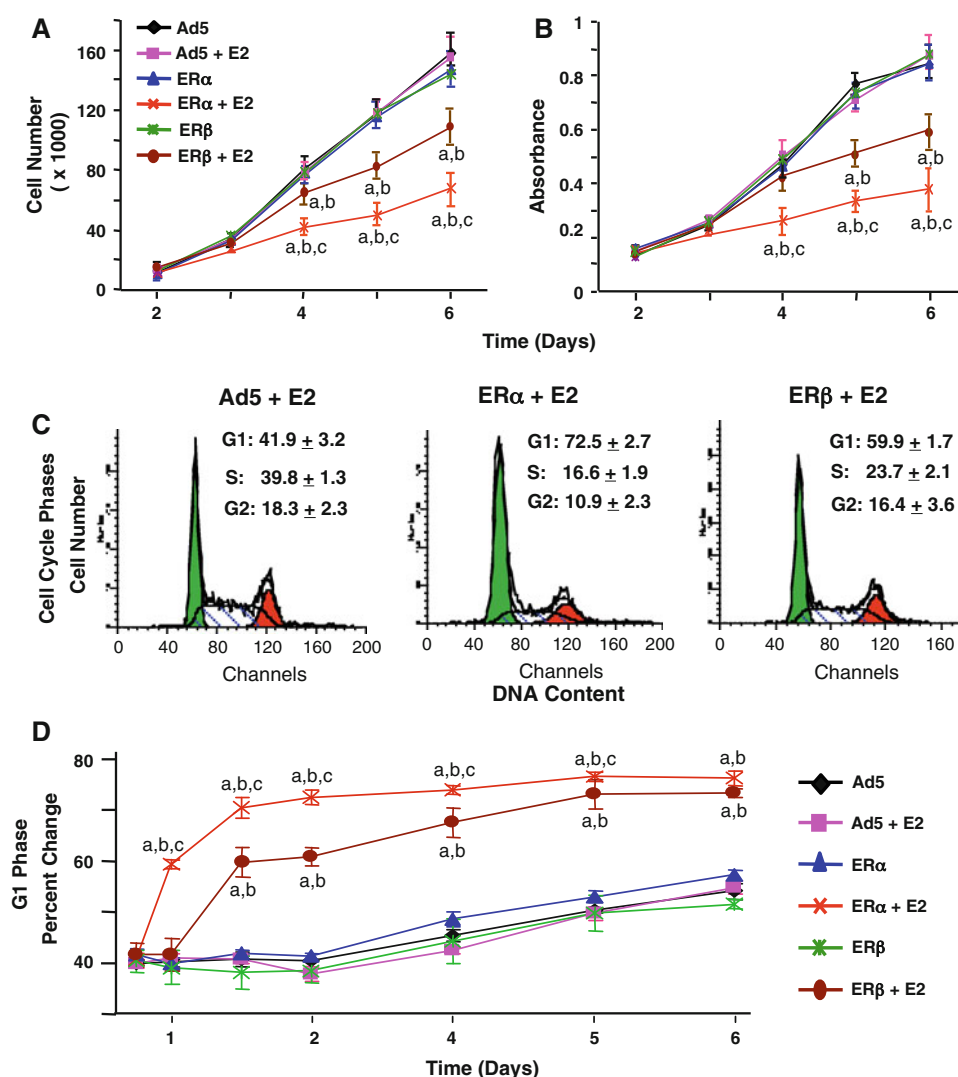 A
Ad5
Ad5 + E2
ERα
ERα + E2
ERβ
ERβ + E2
Cell Number
( x 1000)
160
120
80
40
0
2
4
6
a,b
a,b
a,b
a,b,c
a,b,c
a,b,c
B
Absorbance
1
0.8
0.6
0.4
0.2
0
2
4
6
a,b
a,b
a,b,c
a,b,c
a,b,c
Time (Days)
C
Cell Cycle Phases
Cell Number
Ad5 + E2
G1: 41.9 ± 3.2
S: 39.8 ± 1.3
G2: 18.3 ± 2.3
0 40 80 120 160 200
Channels
ERα + E2
G1: 72.5 ± 2.7
S: 16.6 ± 1.9
G2: 10.9 ± 2.3
0 40 80 120 160 200
Channels
ERβ + E2
G1: 59.9 ± 1.7
S: 23.7 ± 2.1
G2: 16.4 ± 3.6
0 40 80 120 160
Channels
DNA Content
D
G1 Phase
Percent Change
80
60
40
a,b,c
a,b,c
a,b,c
a,b,c
a,b,c
a,b
a,b
a,b
a,b
a,b
1
2
4
5
6
Time (Days)
Ad5
Ad5 + E2
ERα
ERα + E2
ERβ
ERβ + E2